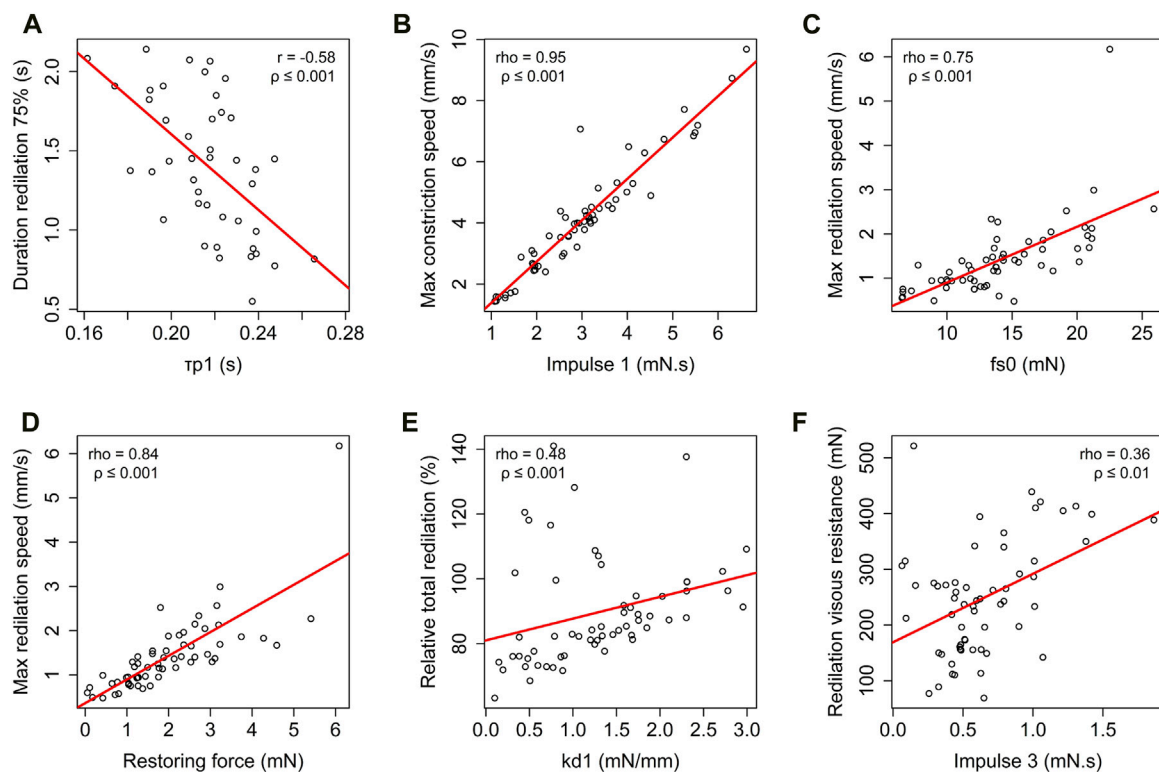 A
r = -0.58
ρ ≤ 0.001
Duration redilation 75% (s)
2.0
1.5
1.0
0.5
0.16
0.20
0.24
0.28
τp1 (s)
B
rho = 0.95
ρ ≤ 0.001
Max constriction speed (mm/s)
10
8
6
4
2
1
2
3
4
5
6
Impulse 1 (mN.s)
C
rho = 0.75
ρ ≤ 0.001
Max redilation speed (mm/s)
6
5
4
3
2
1
10
15
20
25
fs0 (mN)
D
rho = 0.84
ρ ≤ 0.001
Max redilation speed (mm/s)
6
5
4
3
2
1
0
1
2
3
4
5
6
Restoring force (mN)
E
rho = 0.48
ρ ≤ 0.001
Relative total redilation (%)
140
120
100
80
0.0
0.5
1.0
1.5
2.0
2.5
3.0
kd1 (mN/mm)
F
rho = 0.36
ρ ≤ 0.01
Redilation visous resistance (mN)
500
400
300
200
100
0.0
0.5
1.0
1.5
Impulse 3 (mN.s)